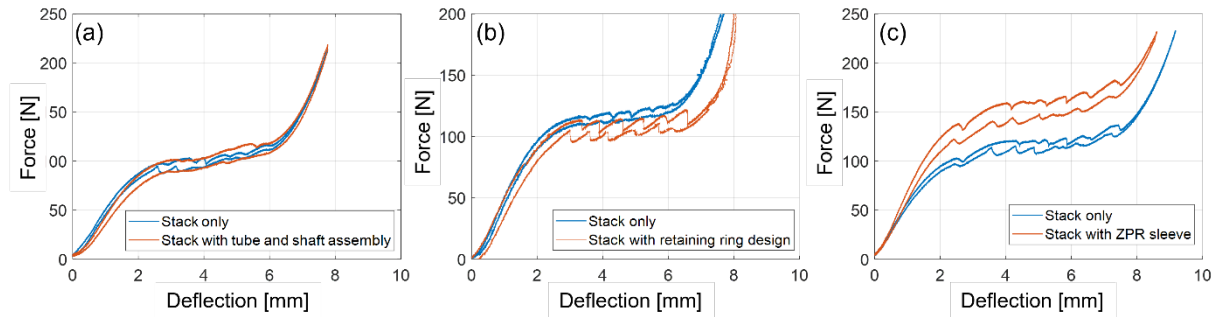 (a)
250
200
50
00
50
0
Force [N]
Stack only
Stack with tube and shaft assembly
0 2 4 6 8 10
Deflection [mm]
(b)
200
150
100
50
0
Force [N]
Stack only
Stack with retaining ring design
0 2 4 6 8 10
Deflection [mm]
(c)
250
200
150
100
50
0
Force [N]
Stack only
Stack with ZPR sleeve
0 2 4 6 8 10
Deflection [mm]